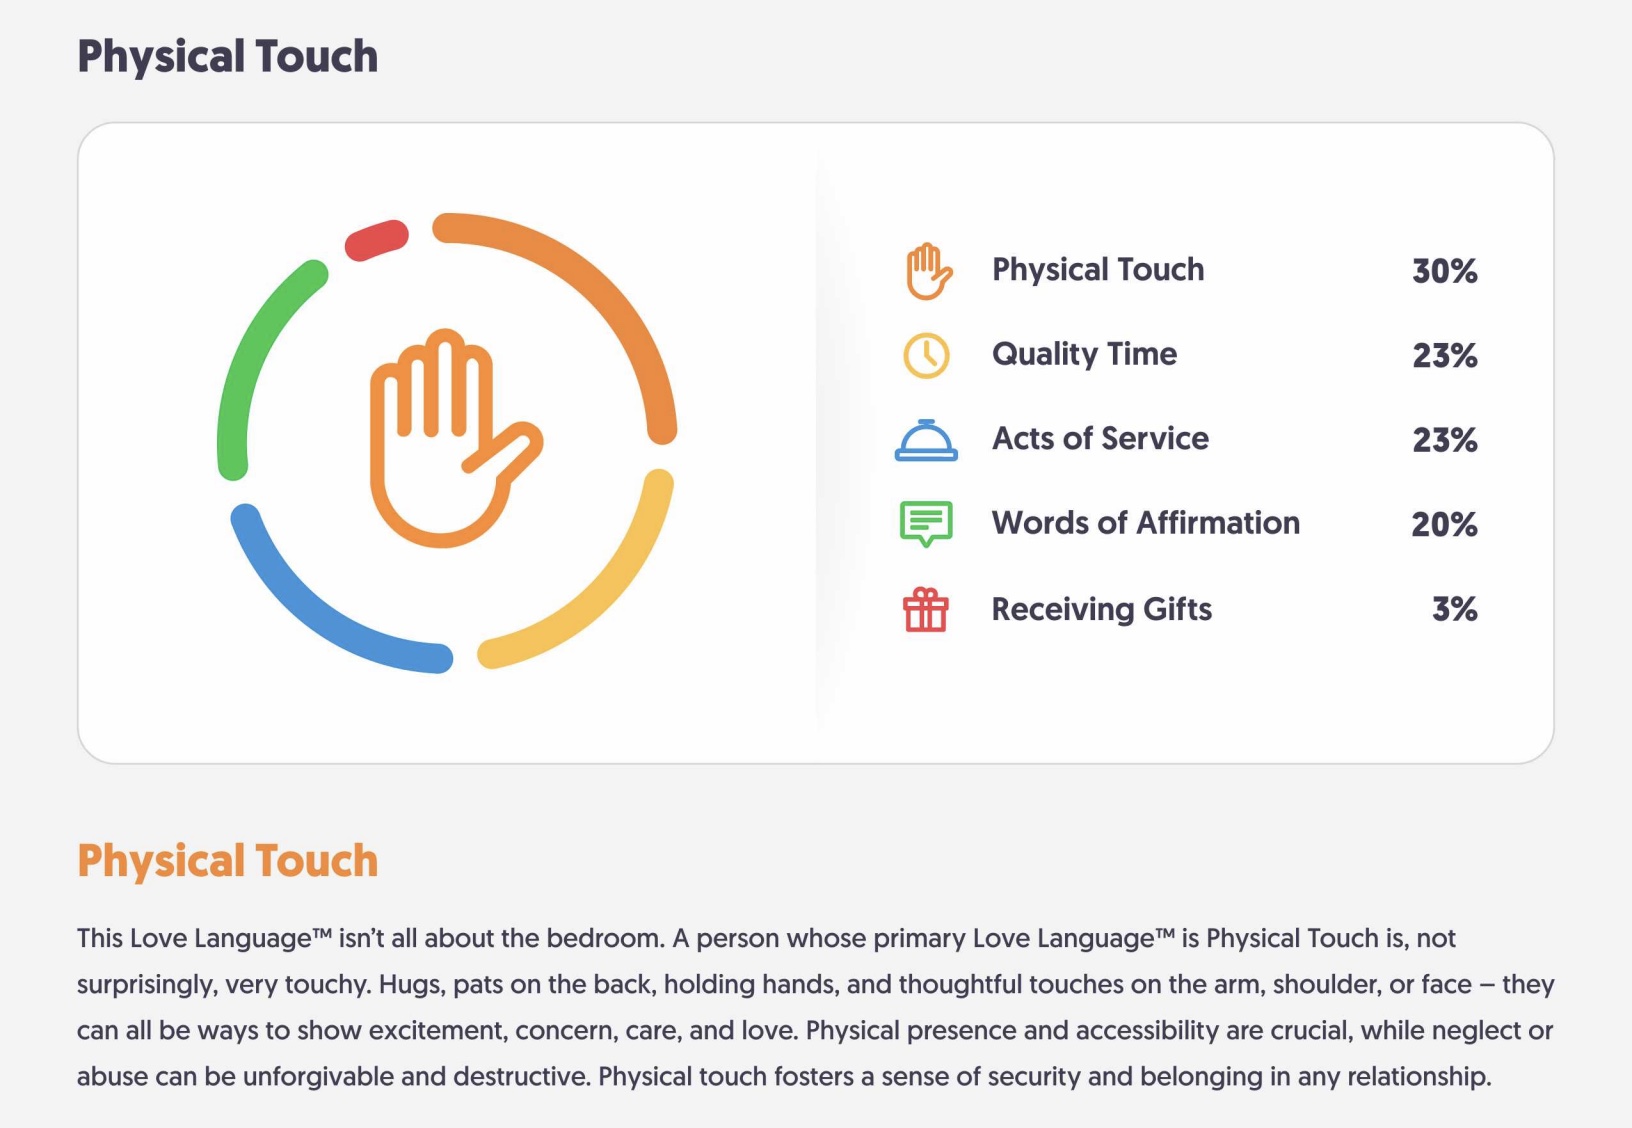 Physical Touch
Physical Touch 30%
Quality Time 23%
Acts of Service 23%
Words of Affirmation 20%
Receiving Gifts 3%
Physical Touch
This Love Language™ isn’t all about the bedroom. A person whose primary Love Language™ is Physical Touch is, not
surprisingly, very touchy. Hugs, pats on the back, holding hands, and thoughtful touches on the arm, shoulder, or face – they
can all be ways to show excitement, concern, care, and love. Physical presence and accessibility are crucial, while neglect or
abuse can be unforgivable and destructive. Physical touch fosters a sense of security and belonging in any relationship.